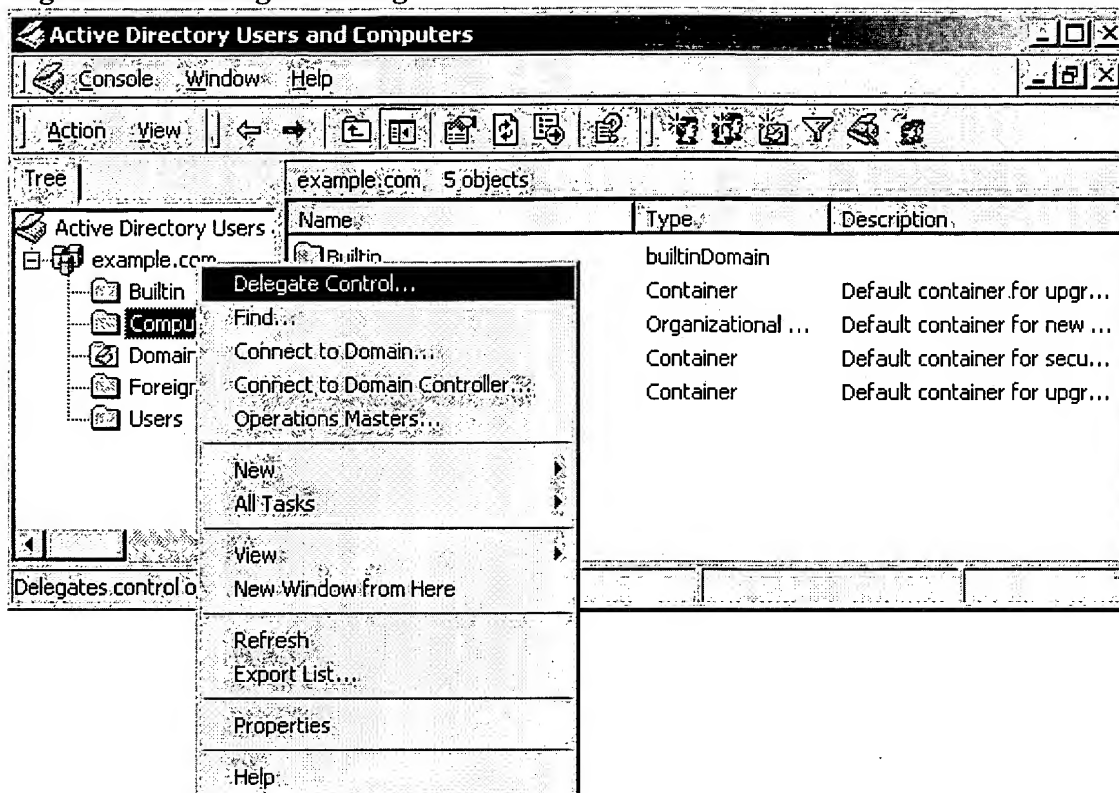 Active Directory Users and Computers
Console Window Help
Action View
Tree
example.com 5 objects
Name Type Description
Active Directory Users
example.com
Builtin builtinDomain
Builtin
Container Default container for upgr...
Compu
Organizational ... Default container for new ...
Domain
Container Default container for secu...
Foreign
Container Default container for upgr...
Users
Delegate Control...
Find...
Connect to Domain...
Connect to Domain Controller...
Operations Masters...
New
All Tasks
View
New Window from Here
Refresh
Export List...
Properties
Help
Delegates control o